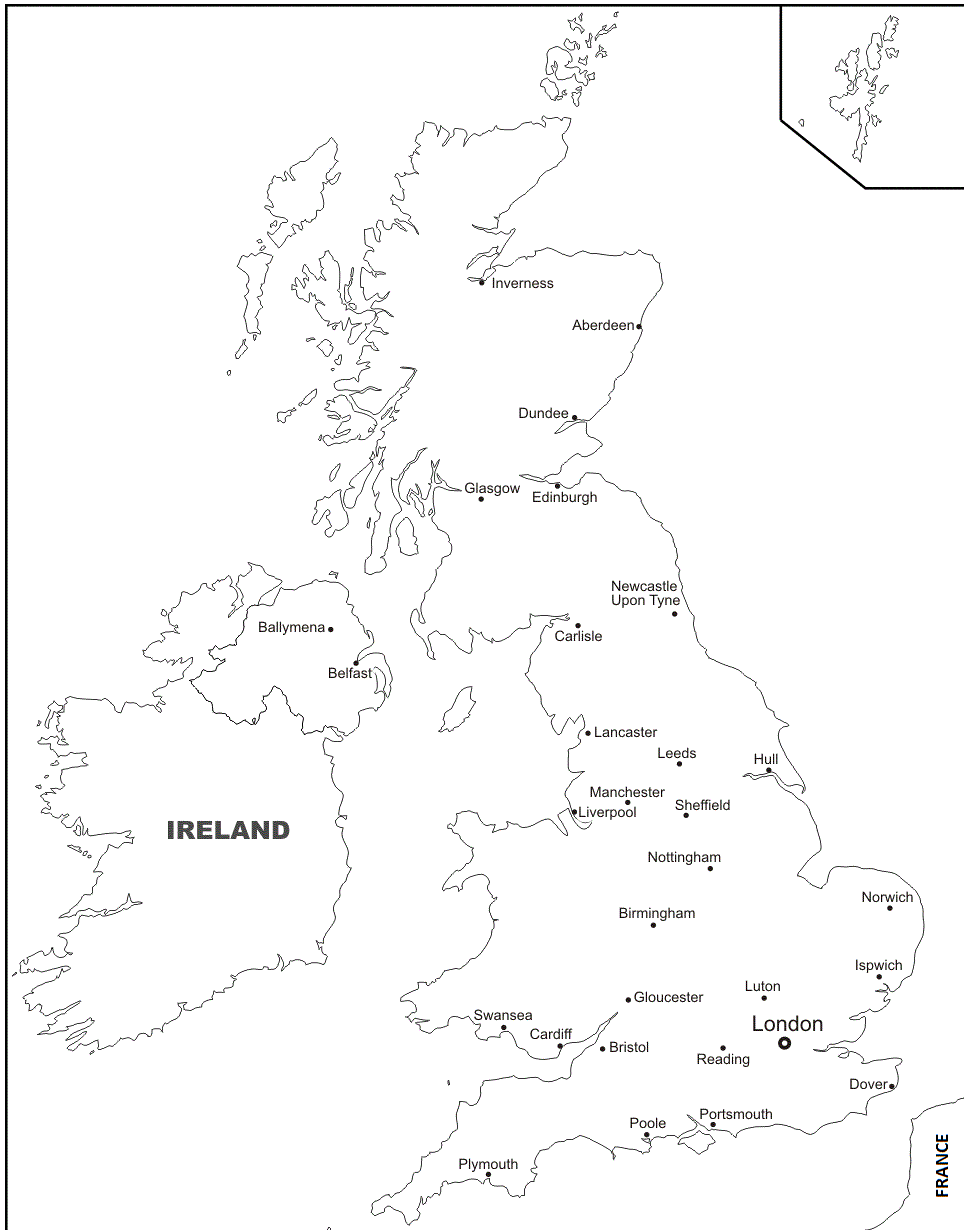 Inverness
Aberdeen
Dundee
Glasgow
Edinburgh
Newcastle
Upon Tyne
Ballymena
Carlisle
Belfast
Lancaster
Leeds
Hull
Manchester
Sheffield
Liverpool
IRELAND
Nottingham
Norwich
Birmingham
Ispwich
Luton
Gloucester
Swansea
London
Cardiff
Bristol
Reading
Dover
Portsmouth
Poole
Plymouth
FRANCE